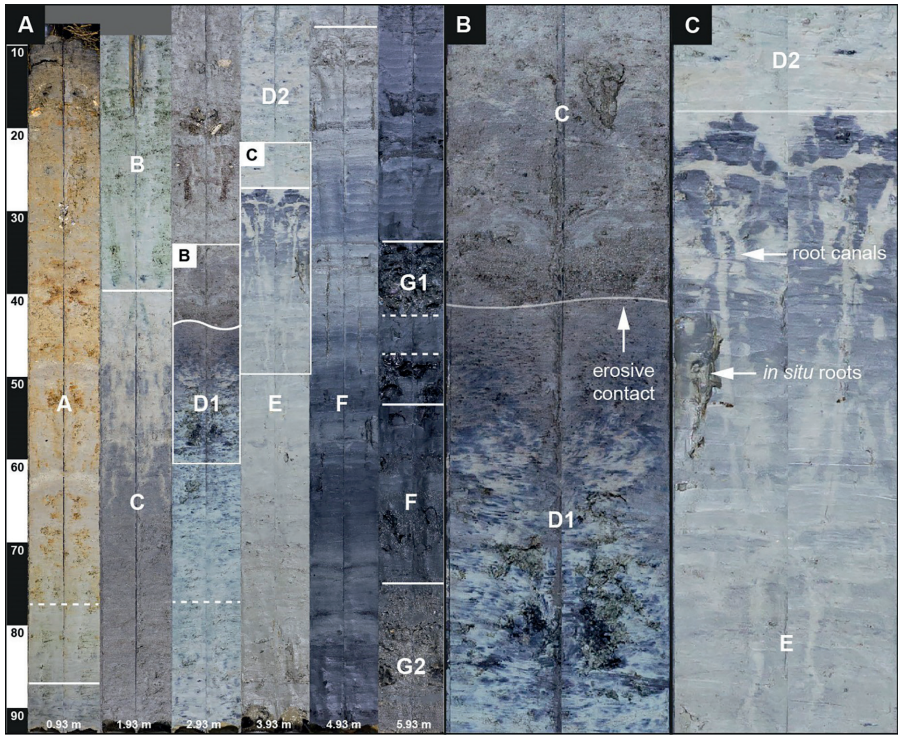 A
10
20
30
40
50
60
70
80
90
A
0.93 m
B
C
1.93 m
B
D1
2.93 m
D2
C
E
3.93 m
F
4.93 m
G1
F
G2
5.93 m
B
C
erosive
contact
D1
C
D2
root canals
in situ roots
E